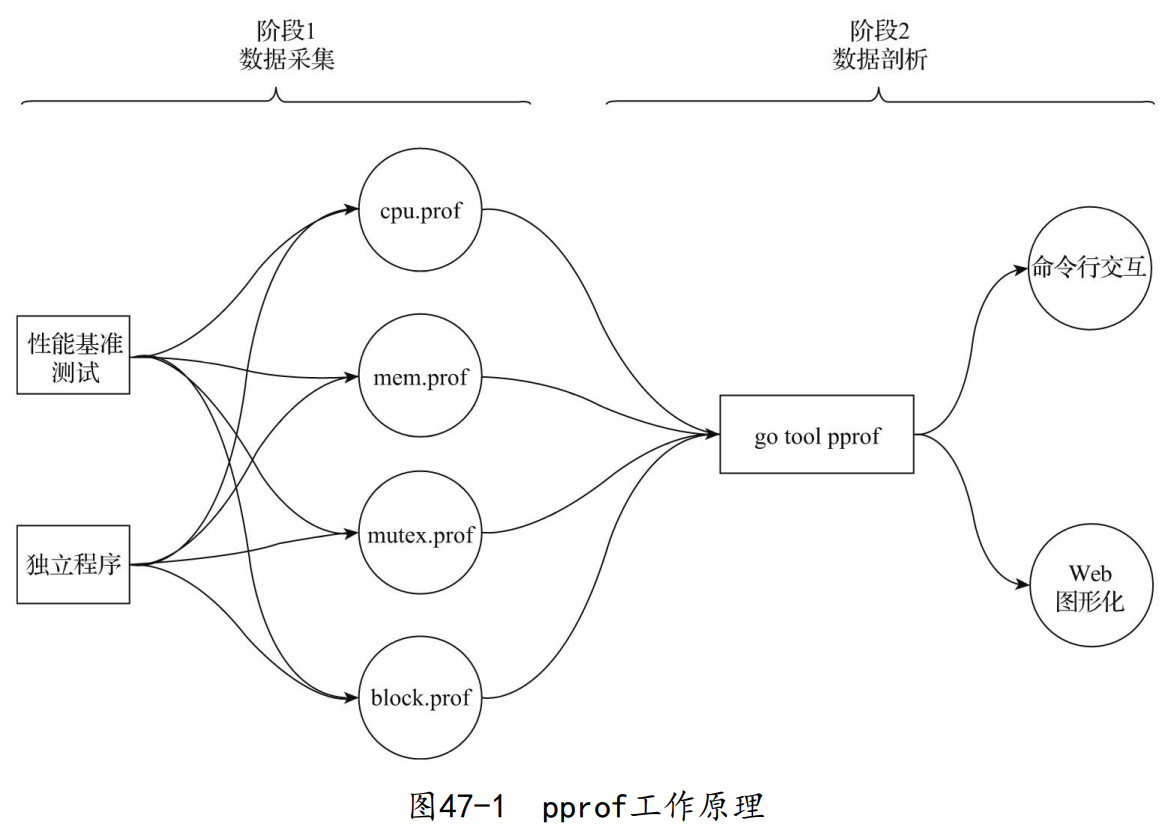 阶段1
数据采集
阶段2
数据剖析
cpu.prof
命令行交互
性能基准
测试
mem.prof
go tool pprof
mutex.prof
独立程序
Web
图形化
block.prof
图47-1 pprof工作原理